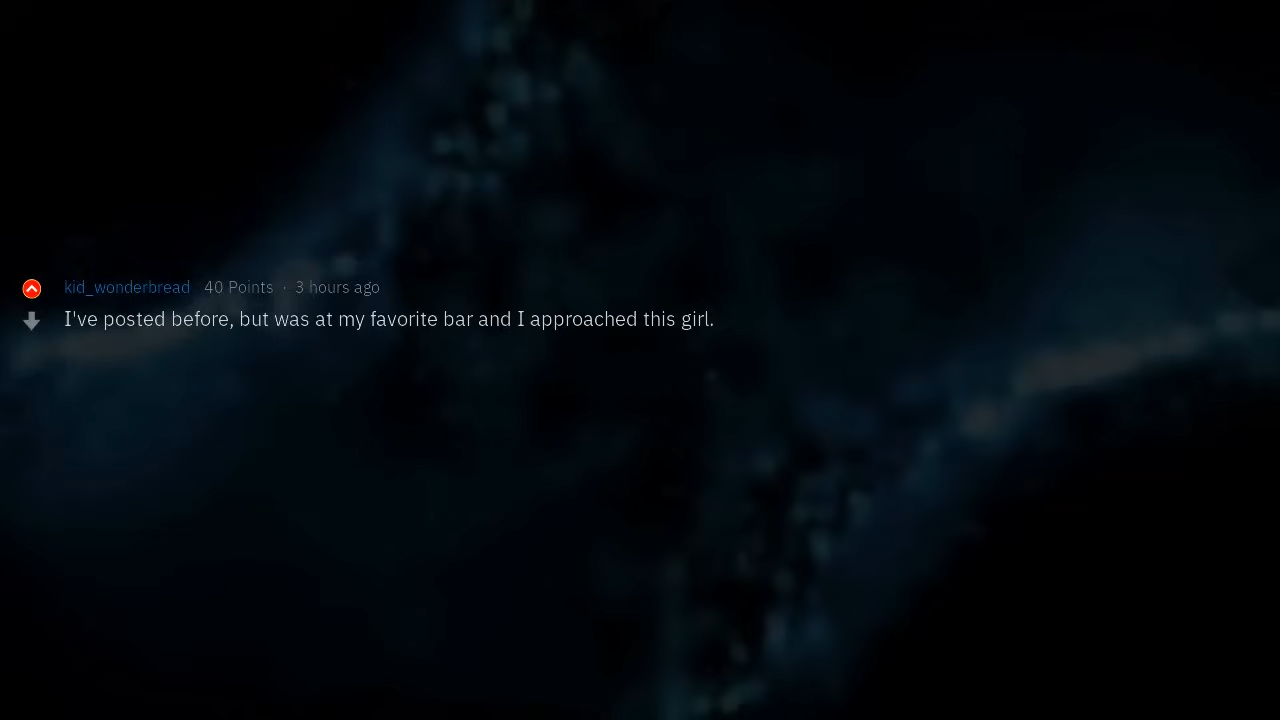 kid_wonderbread 40 Points · 3 hours ago
I've posted before, but was at my favorite bar and I approached this girl.